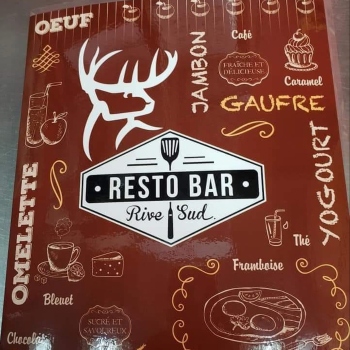 OEUF
JAMBON
Café
FRAÎCHE ET
DÉLICIEUSE
Caramel
GAUFRE
YOGOURT
RESTO BAR
Rive Sud
OMELETTE
Thé
Framboise
Bleuet
SUCRÉ ET
SAVOUREUX
Chocolat